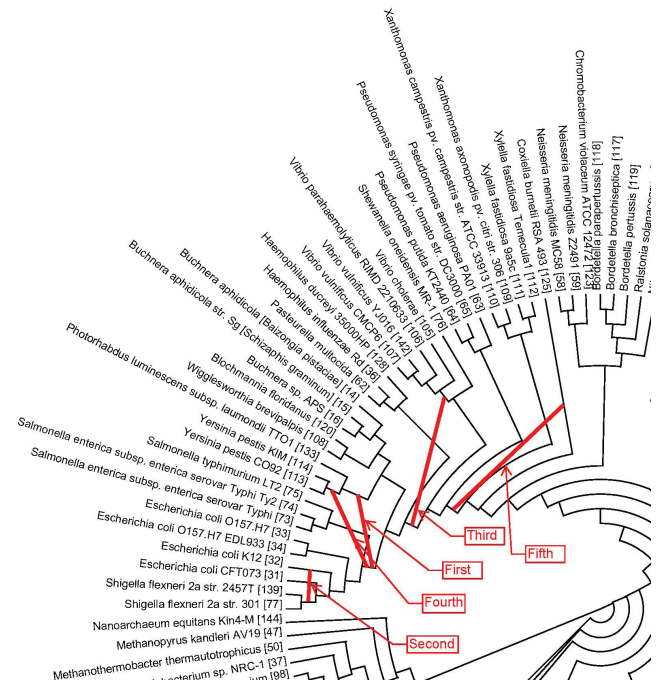 Chromobacterium violaceum ATCC 12472 [123]
Bordetella parapertussis [118]
Bordetella bronchiseptica [117]
Bordetella pertussis [119]
Neisseria meningitidis Z2491 [59]
Neisseria meningitidis MC58 [58]
Coxiella burnetii RSA 493 [125]
Xylella fastidiosa Temecula1 [112]
Xylella fastidiosa 9a5c [111]
Xanthomonas axonopodis pv. citri str. 306 [109]
Xanthomonas campestris pv. campestris str. ATCC 33913 [110]
Pseudomonas aeruginosa PA01 [63]
Pseudomonas syringae pv. tomato str. DC3000 [65]
Pseudomonas putida KT2440 [64]
Shewanella oneidensis MR-1 [76]
Vibrio cholerae [105]
Vibrio parahaemolyticus RIMD 2210633 [106]
Vibrio vulnificus YJ016 [142]
Vibrio vulnificus CMCP6 [107]
Haemophilus ducreyi 35000HP [128]
Haemophilus influenzae Rd [36]
Pasteurella multocida [62]
Buchnera aphidicola [Baizongia pistaciae] [14]
Buchnera aphidicola str. Sg [Schizaphis graminum] [15]
Buchnera sp. APS [16]
Blochmannia floridanus [120]
Wigglesworthia brevipalpis [108]
Photorhabdus luminescens subsp. laumondii TTO1 [133]
Yersinia pestis KIM [114]
Yersinia pestis CO92 [113]
Salmonella typhimurium LT2 [75]
Salmonella enterica subsp. enterica serovar Typhi Ty2 [74]
Salmonella enterica subsp. enterica serovar Typhi [73]
Escherichia coli O157.H7 [33]
Escherichia coli O157.H7 EDL933 [34]
Escherichia coli K12 [32]
Escherichia coli CFT073 [31]
Shigella flexneri 2a str. 2457T [139]
Shigella flexneri 2a str. 301 [77]
Nanoarchaeum equitans Kin4-M [144]
Methanopyrus kandleri AV19 [47]
Methanothermobacter thermautotrophicus [50]
sp. NRC-1 [37]
[98]
Third
Fifth
First
Fourth
Second